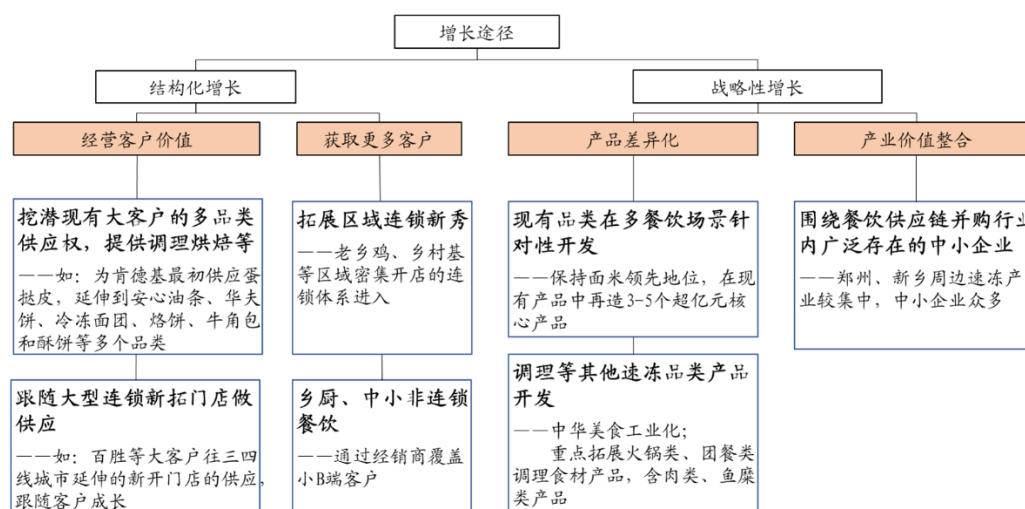 增长途径
结构化增长
战略性增长
经营客户价值
获取更多客户
产品差异化
产业价值整合
挖潜现有大客户的多品类
供应权，提供调理烘焙等
——如：为肯德基最初供应蛋
挞皮，延伸到安心油条、华夫
饼、冷冻面团、烙饼、牛角包
和酥饼等多个品类
跟随大型连锁新拓门店做
供应
——如：百胜等大客户往三四
线城市延伸的新开门店的供应，
跟随客户成长
拓展区域连锁新秀
——老乡鸡、乡村基
等区域密集开店的连
锁体系进入
乡厨、中小非连锁
餐饮
——通过经销商覆盖
小B端客户
现有品类在多餐饮场景针
对性开发
——保持面米领先地位，在现
有产品中再造3-5个超亿元核
心产品
调理等其他速冻品类产品
开发
——中华美食工业化；
重点拓展火锅类、团餐类
调理食材产品，含肉类、鱼糜
类产品
围绕餐饮供应链并购行业
内广泛存在的中小企业
——郑州、新乡周边速冻产
业较集中，中小企业众多